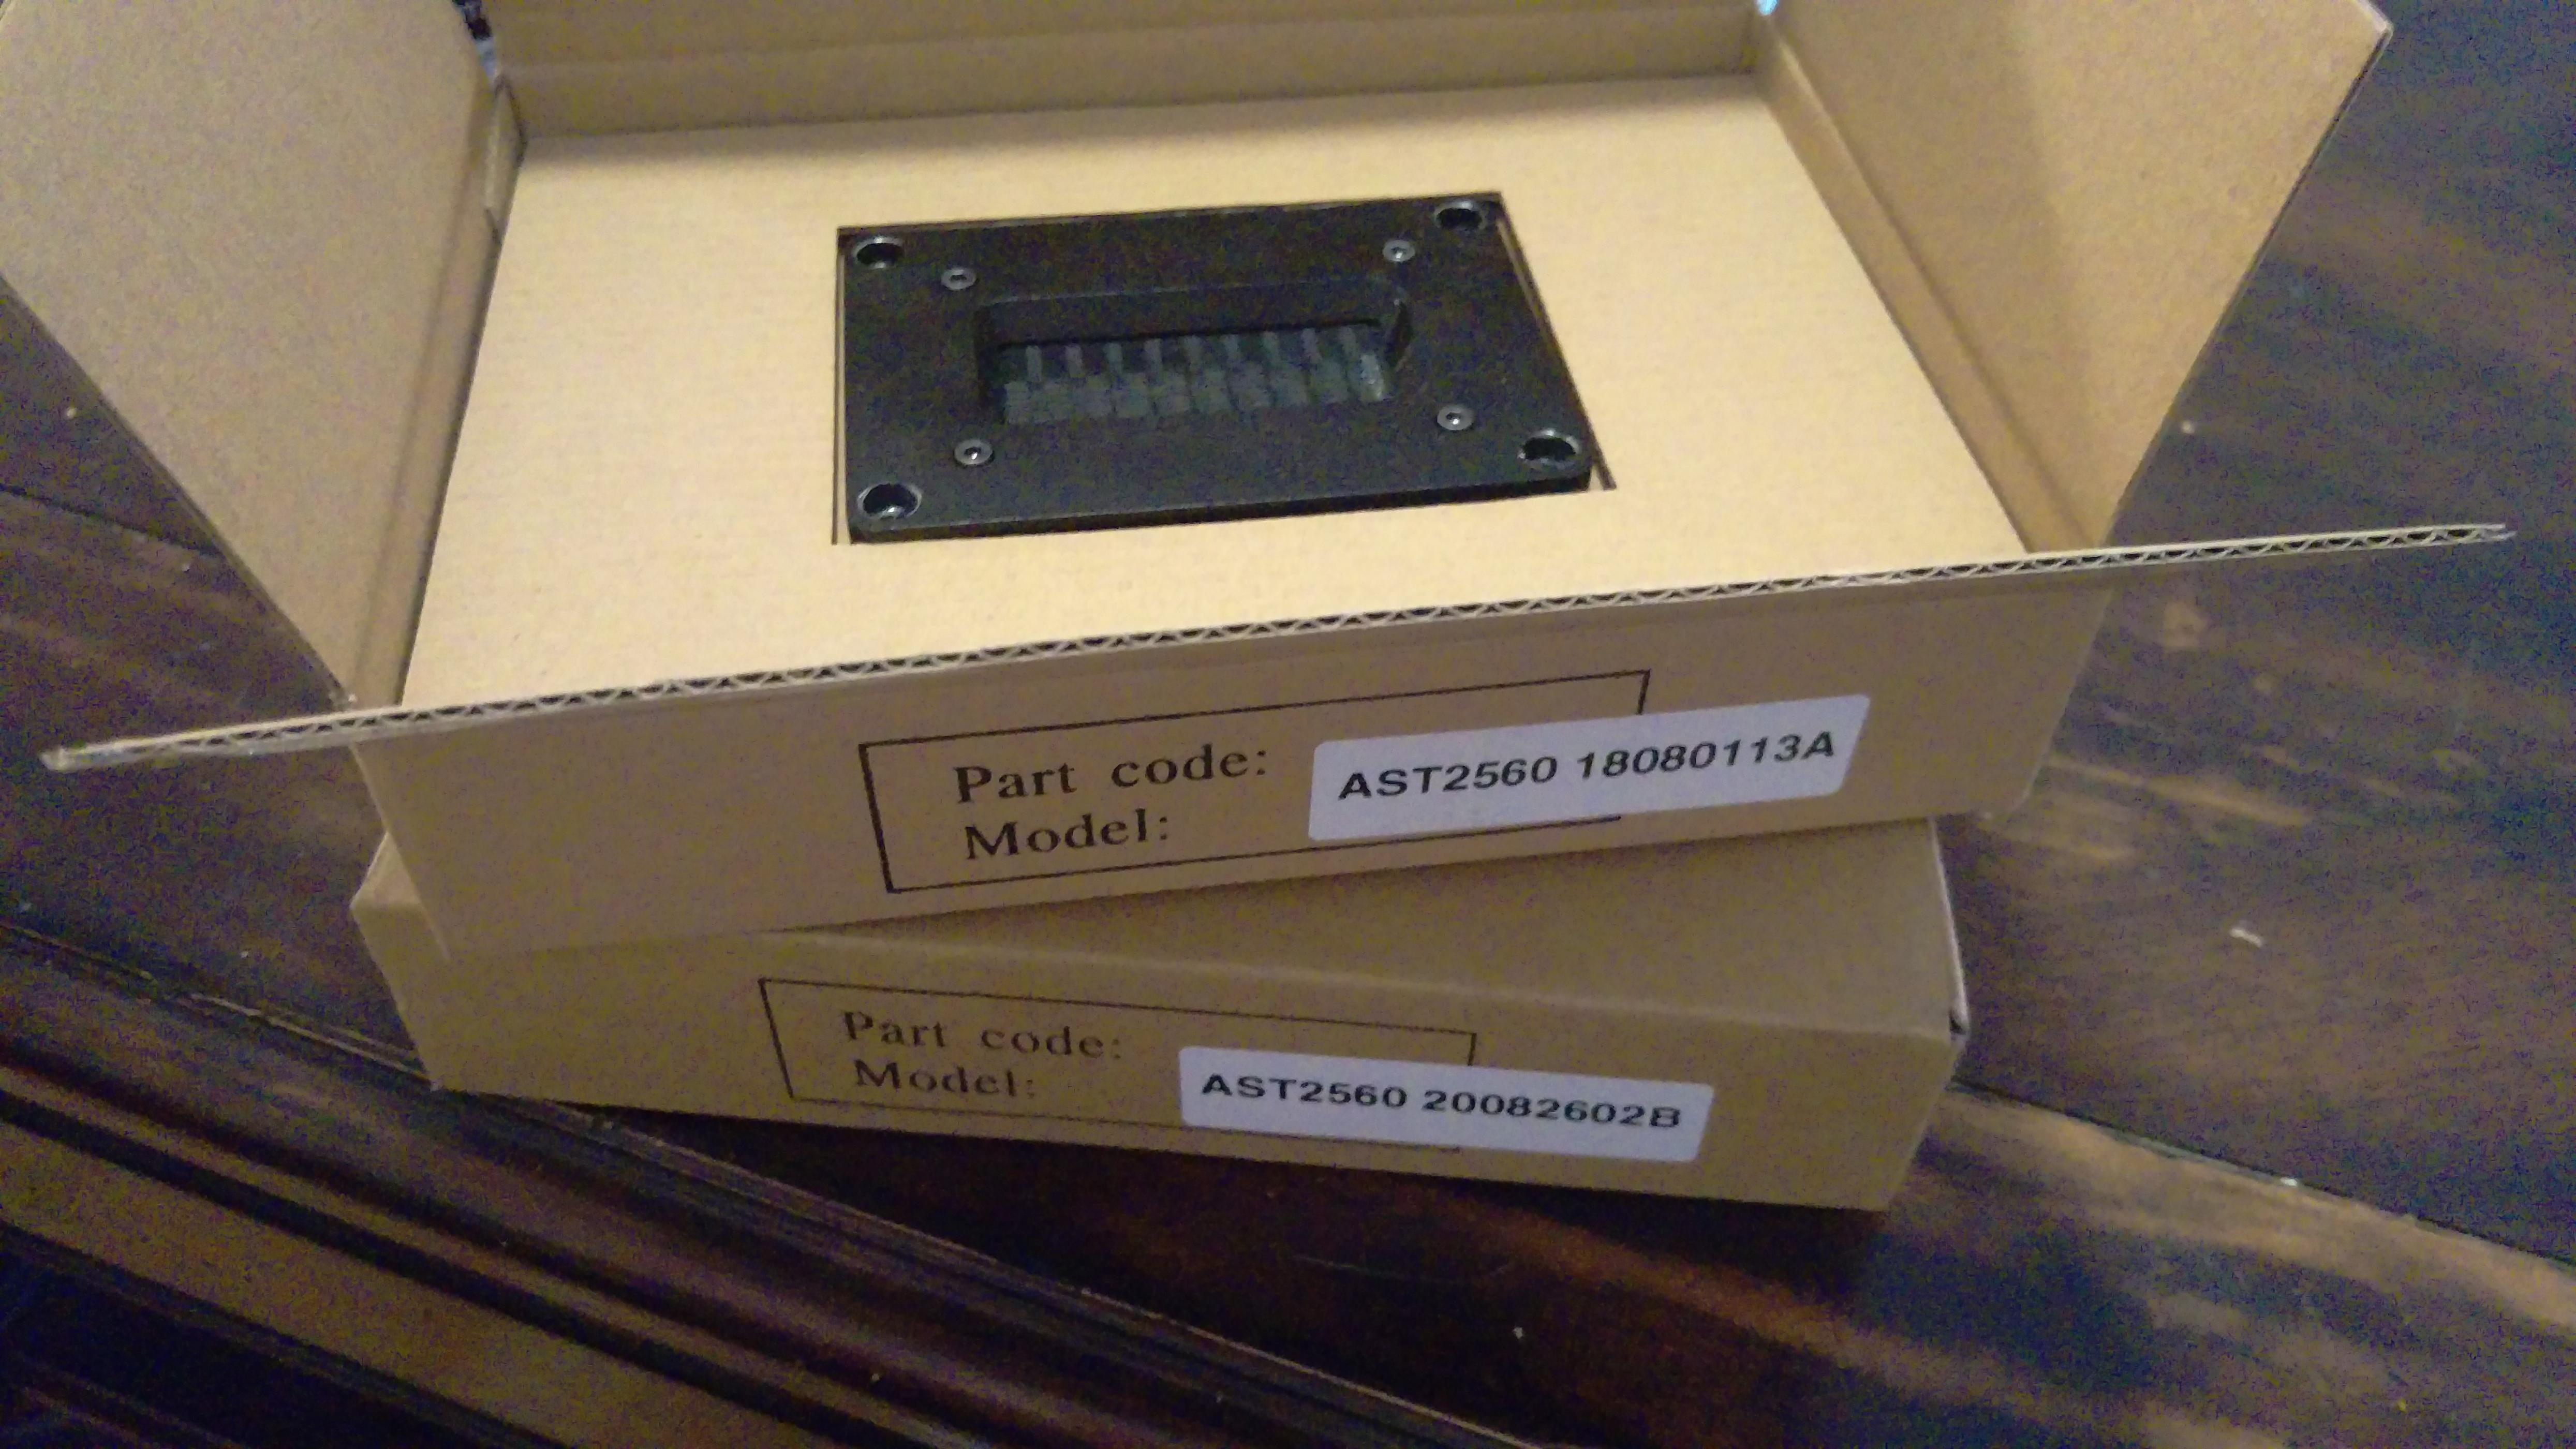 Part code: AST2560 18080113A
Model:
Part code:
Model: AST2560 20082602B